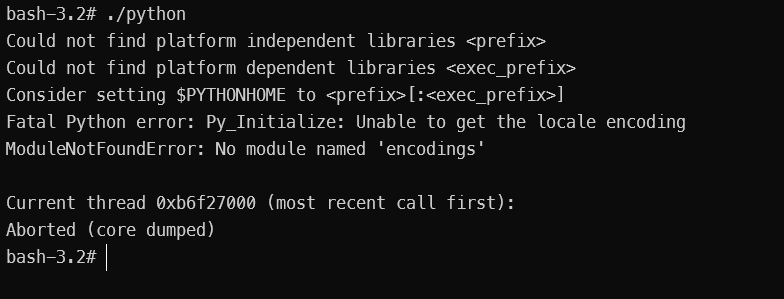 bash-3.2# ./python
Could not find platform independent libraries <prefix>
Could not find platform dependent libraries <exec_prefix>
Consider setting $PYTHONHOME to <prefix>[:<exec_prefix>]
Fatal Python error: Py_Initialize: Unable to get the locale encoding
ModuleNotFoundError: No module named 'encodings'

Current thread 0xb6f27000 (most recent call first):
Aborted (core dumped)
bash-3.2#